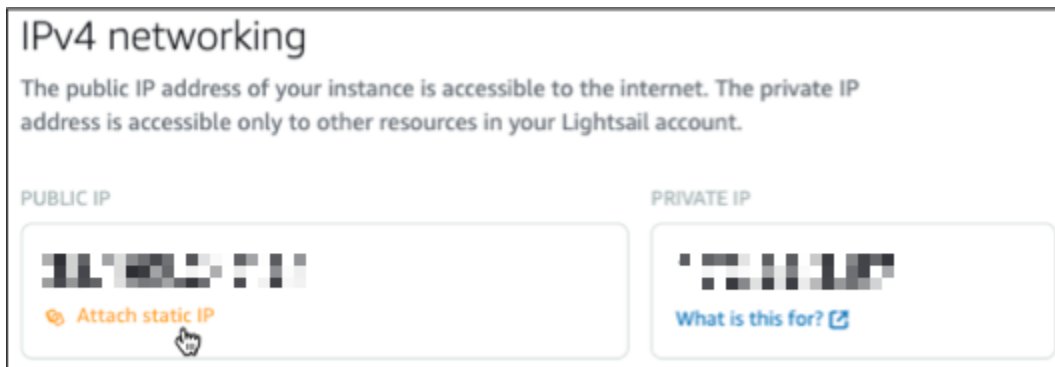 IPv4 networking
The public IP address of your instance is accessible to the internet. The private IP
address is accessible only to other resources in your Lightsail account.
PUBLIC IP
PRIVATE IP
Attach static IP
What is this for?